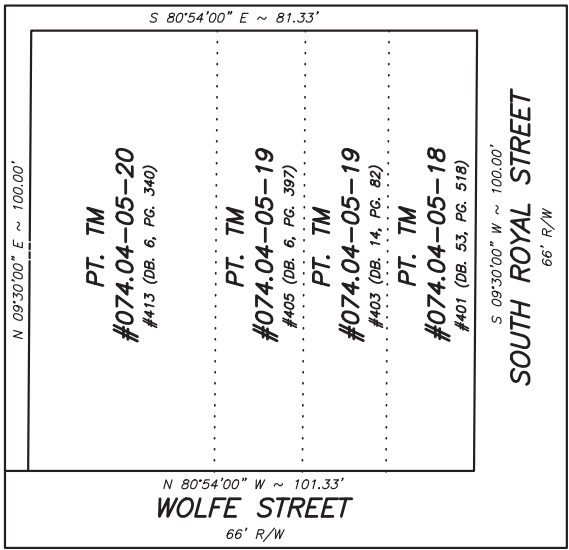 S 80°54'00" E ~ 81.33'
N 09°30'00" E ~ 100.00'
PT. TM
#074.04-05-20
#413 (DB. 6, PG. 340)
PT. TM
#074.04-05-19
#405 (DB. 6, PG. 397)
PT. TM
#074.04-05-19
#403 (DB. 14, PG. 82)
PT. TM
#074.04-05-18
#401 (DB. 53, PG. 518)
S 09°30'00" W ~ 100.00'
SOUTH ROYAL STREET
66' R/W
N 80°54'00" W ~ 101.33'
WOLFE STREET
66' R/W